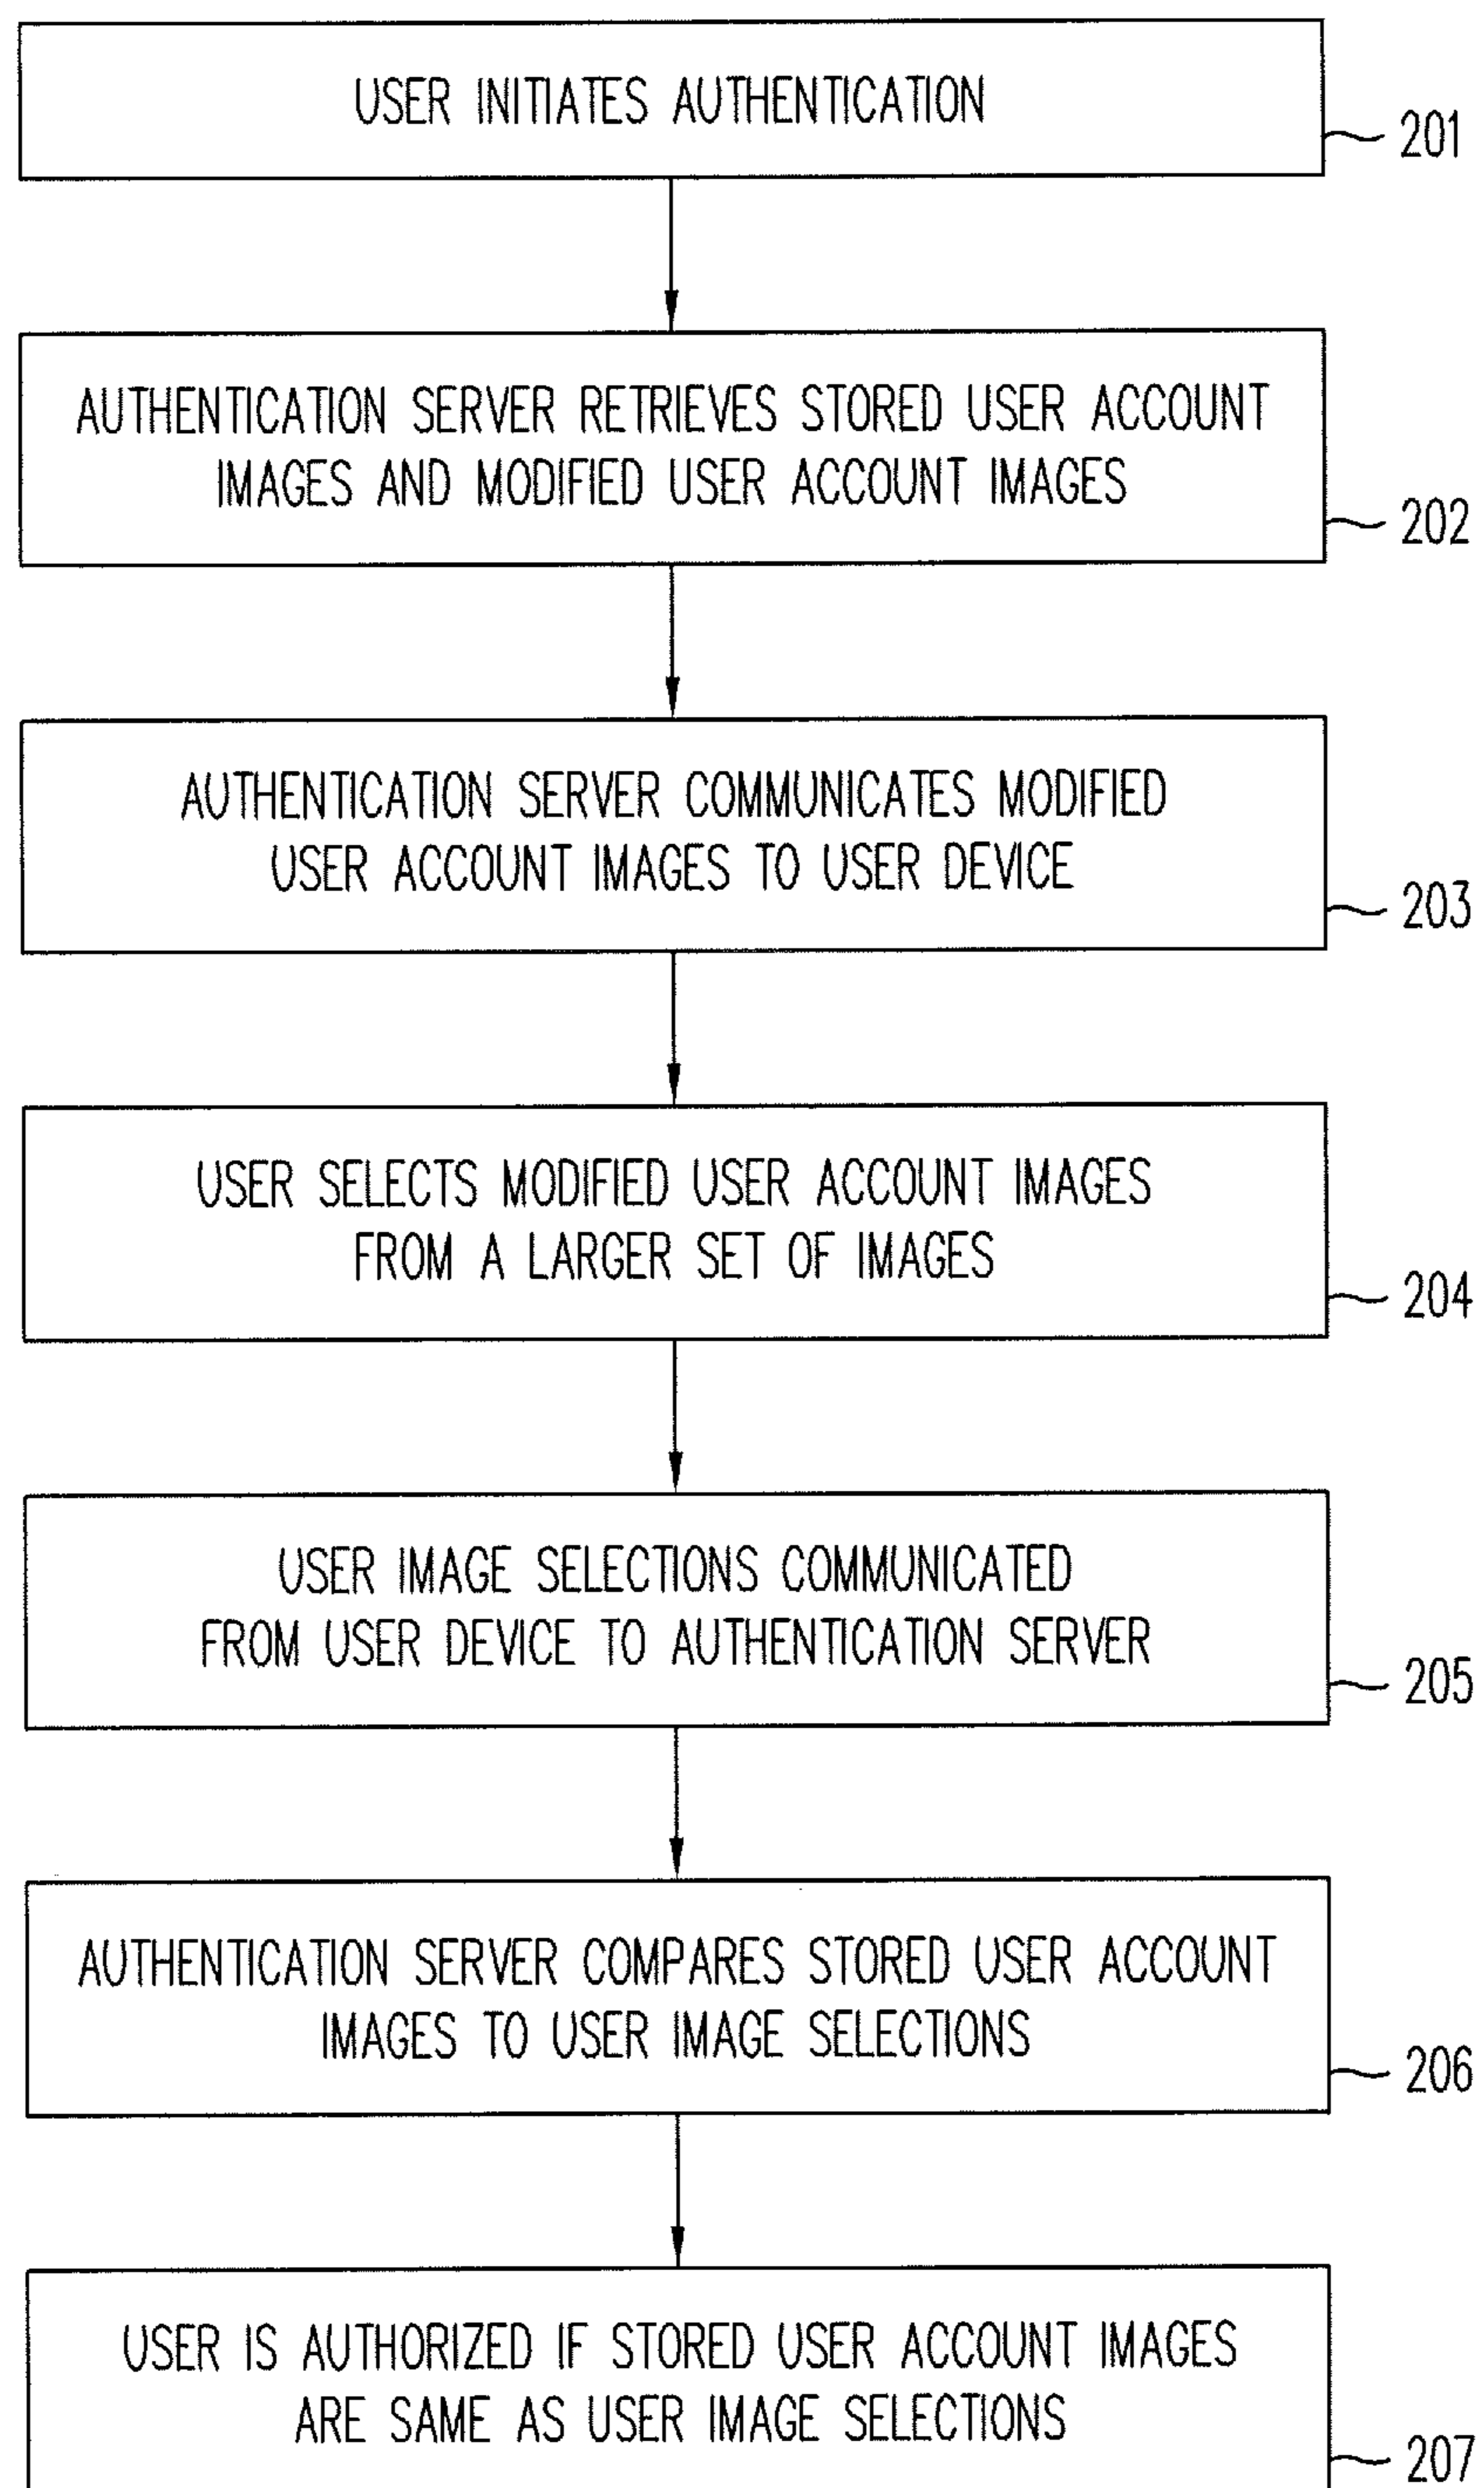 USER INITIATES AUTHENTICATION
201
AUTHENTICATION SERVER RETRIEVES STORED USER ACCOUNT
IMAGES AND MODIFIED USER ACCOUNT IMAGES
202
AUTHENTICATION SERVER COMMUNICATES MODIFIED
USER ACCOUNT IMAGES TO USER DEVICE
203
USER SELECTS MODIFIED USER ACCOUNT IMAGES
FROM A LARGER SET OF IMAGES
204
USER IMAGE SELECTIONS COMMUNICATED
FROM USER DEVICE TO AUTHENTICATION SERVER
205
AUTHENTICATION SERVER COMPARES STORED USER ACCOUNT
IMAGES TO USER IMAGE SELECTIONS
206
USER IS AUTHORIZED IF STORED USER ACCOUNT IMAGES
ARE SAME AS USER IMAGE SELECTIONS
207